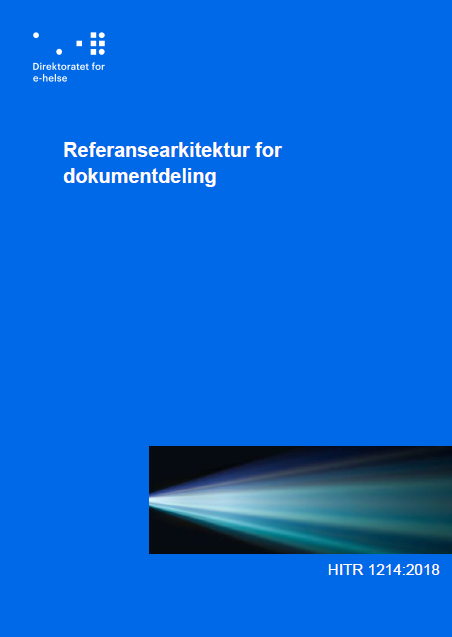 Direktoratet for
e-helse
Referansearkitektur for
dokumentdeling
HITR 1214:2018